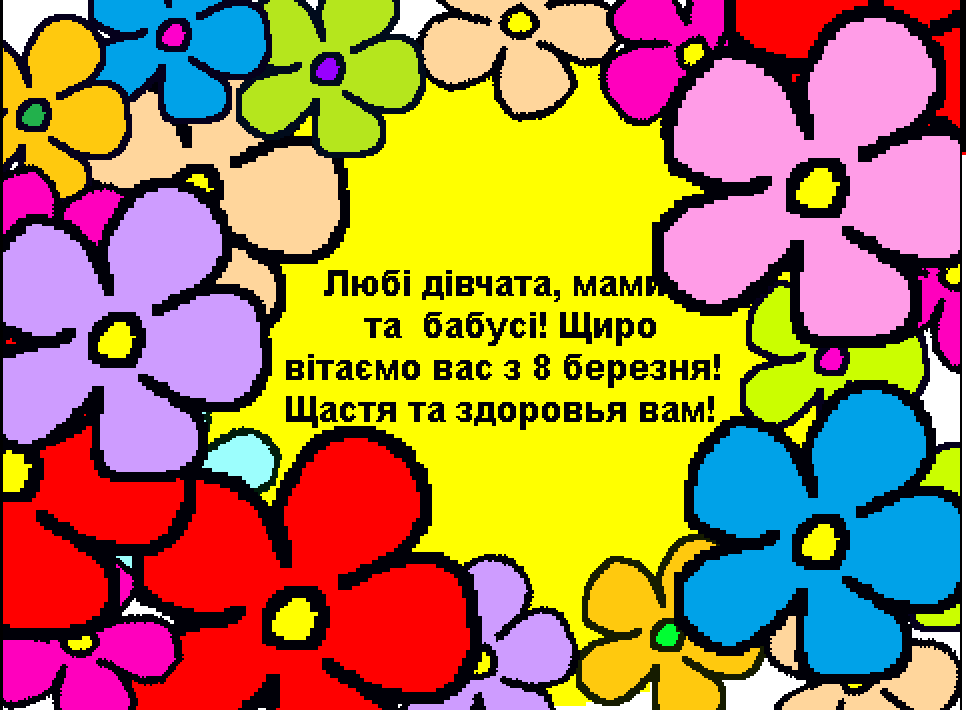 Любі дівчата, мами
та бабусі! Щиро
вітаємо вас з 8 березня!
Щастя та здоровья вам!